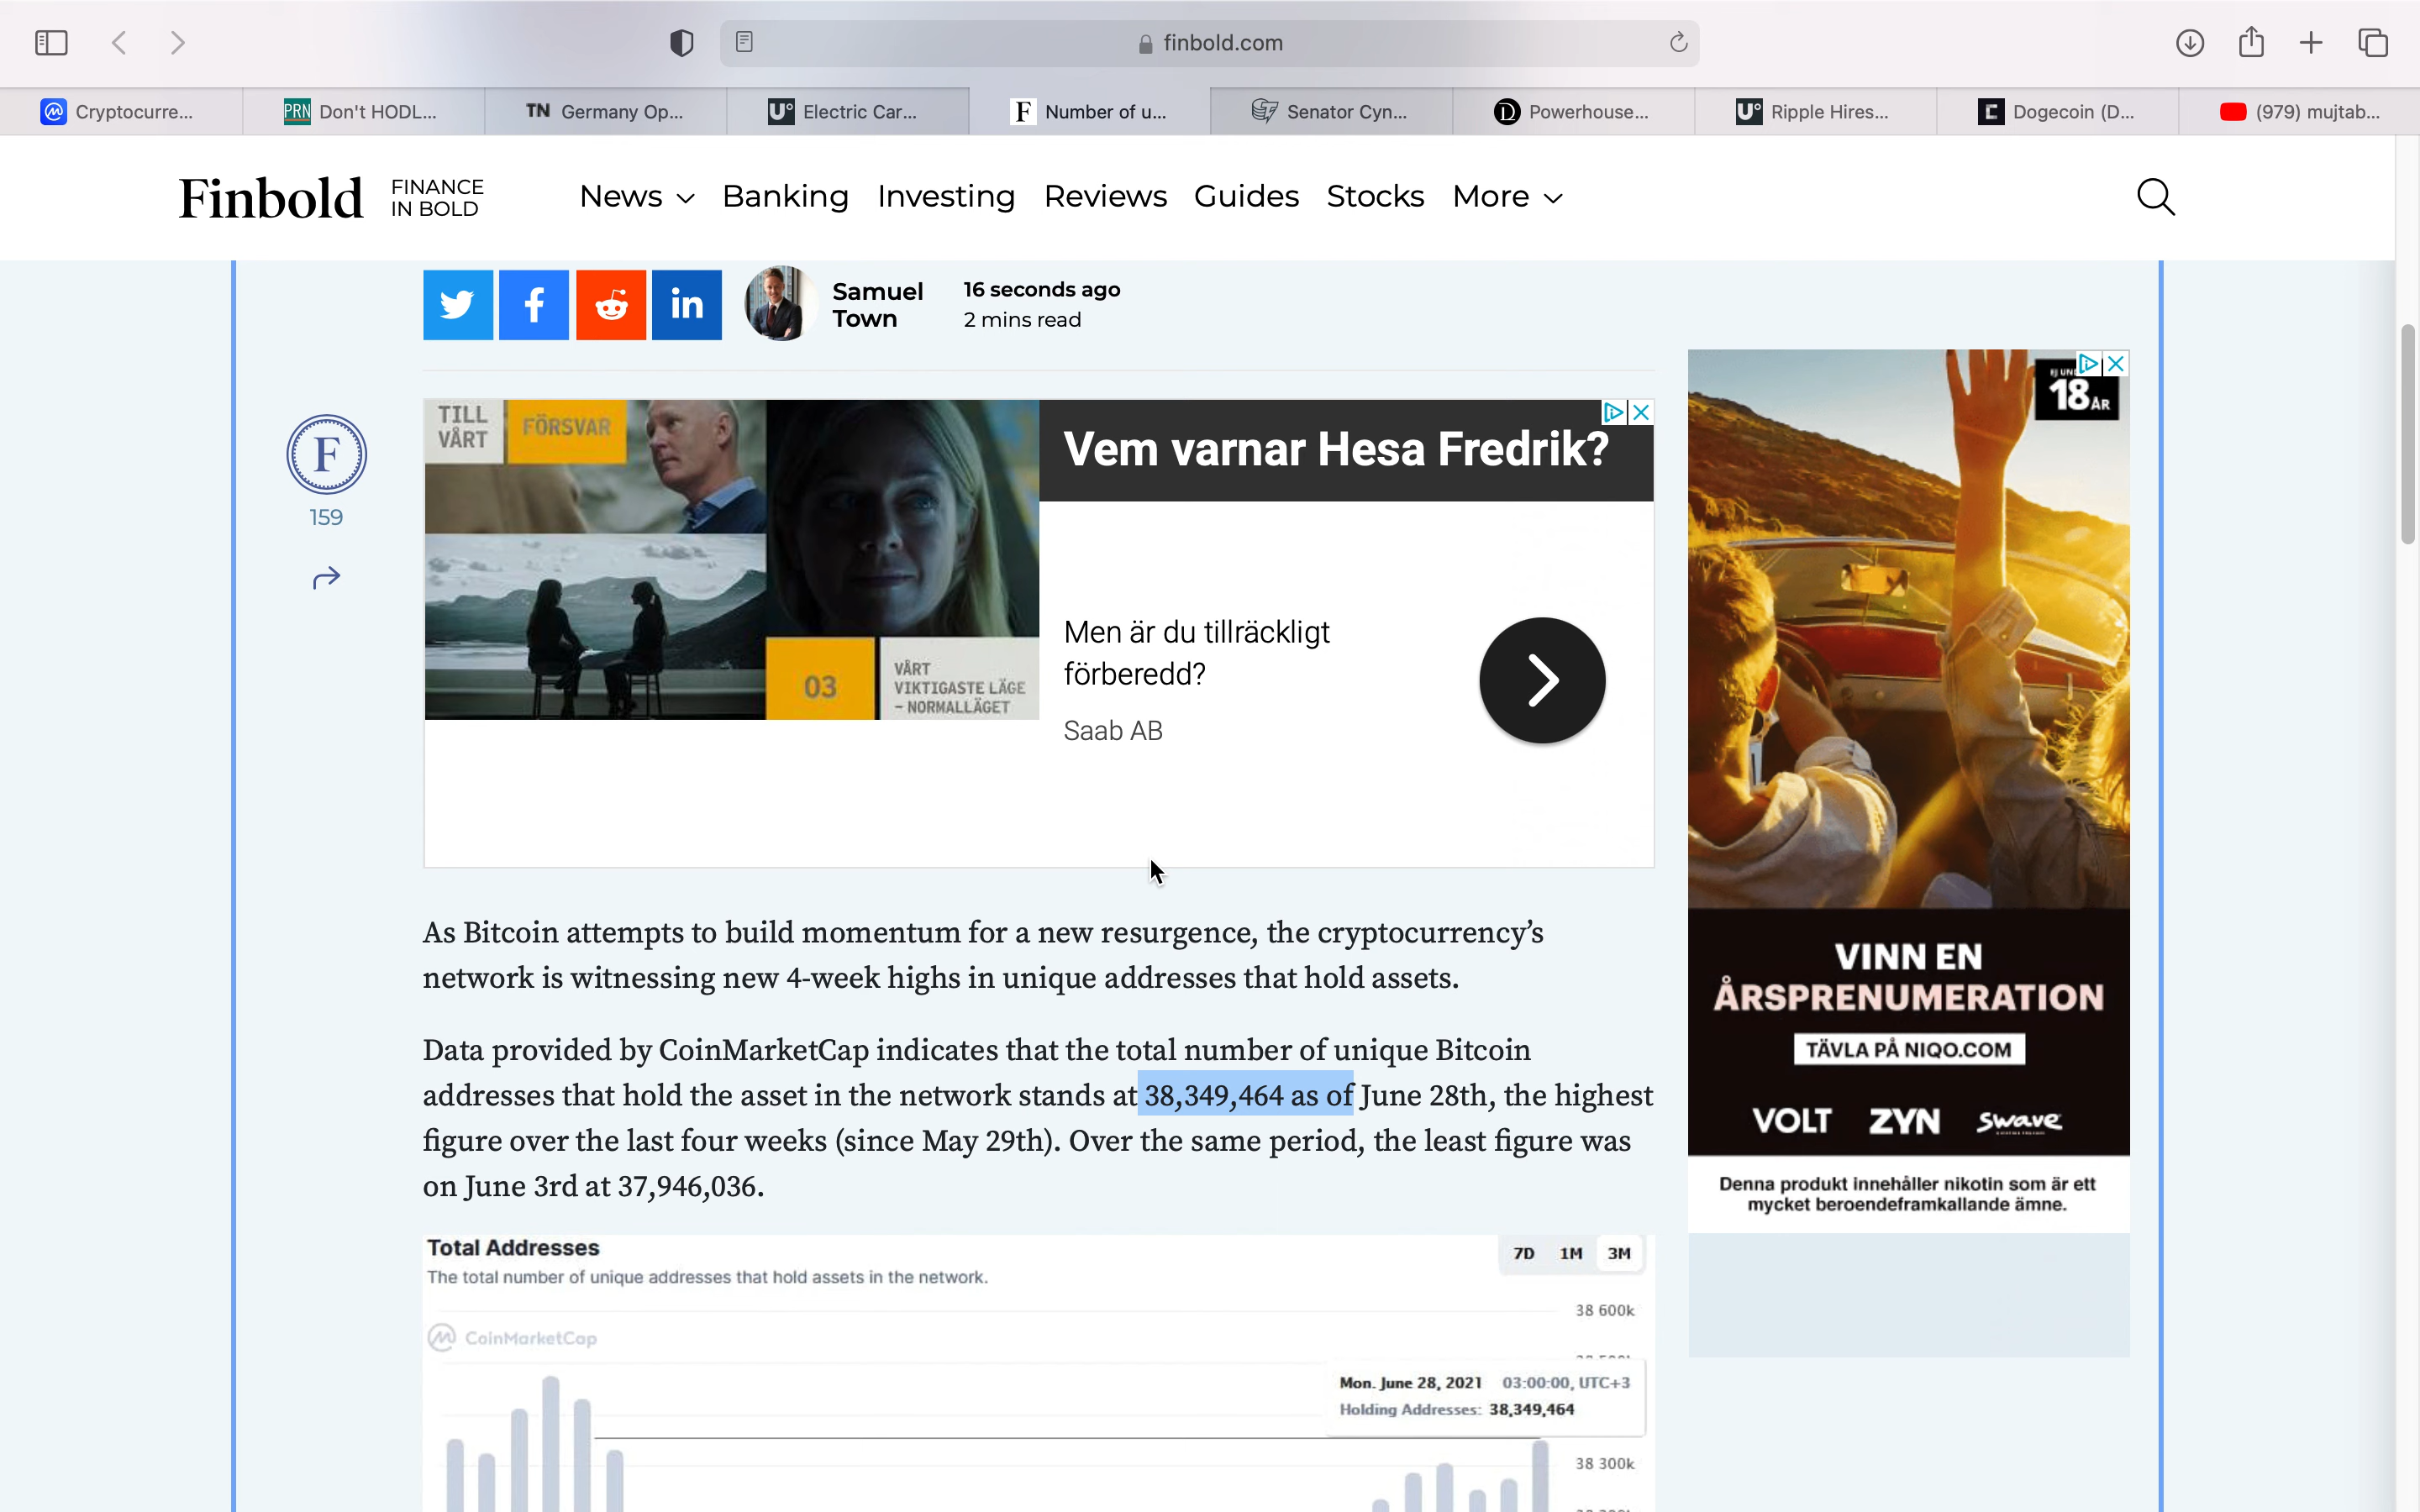 finbold.com
Cryptocurre...
Don't HODL...
Germany Op...
Electric Car...
Number of u...
Senator Cyn...
Powerhouse...
Ripple Hires...
Dogecoin (D...
(979) mujtab...
Finbold
FINANCE
IN BOLD
News
Banking
Investing
Reviews
Guides
Stocks
More
Samuel
Town
16 seconds ago
2 mins read
159
TILL
VÅRT
FÖRSVAR
03
VÅRT
VIKTIGASTE LÄGE
– NORMALLÄGET
Vem varnar Hesa Fredrik?
Men är du tillräckligt
förberedd?
Saab AB
18 ÅR
VINN EN
ÅRSPRENUMERATION
TÄVLA PÅ NIQO.COM
VOLT ZYN Swave
Denna produkt innehåller nikotin som är ett
mycket beroendeframkallande ämne.
As Bitcoin attempts to build momentum for a new resurgence, the cryptocurrency’s
network is witnessing new 4-week highs in unique addresses that hold assets.
Data provided by CoinMarketCap indicates that the total number of unique Bitcoin
addresses that hold the asset in the network stands at 38,349,464 as of June 28th, the highest
figure over the last four weeks (since May 29th). Over the same period, the least figure was
on June 3rd at 37,946,036.
Total Addresses
The total number of unique addresses that hold assets in the network.
7D 1M 3M
38 600k
CoinMarketCap
Mon. June 28, 2021 03:00:00, UTC+3
Holding Addresses: 38,349,464
38 300k